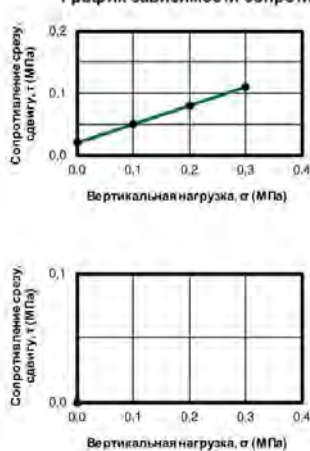 График зависимости сопроти
Сопротивление срезу,
сдвигу, τ (МПа)
0,2
0,1
0,0
0,0 0,1 0,2 0,3 0,4
Вертикальная нагрузка, σ (МПа)
Сопротивление срезу,
сдвигу, τ (МПа)
0,1
0,0
0,0 0,1 0,2 0,3 0,4
Вертикальная нагрузка, σ (МПа)